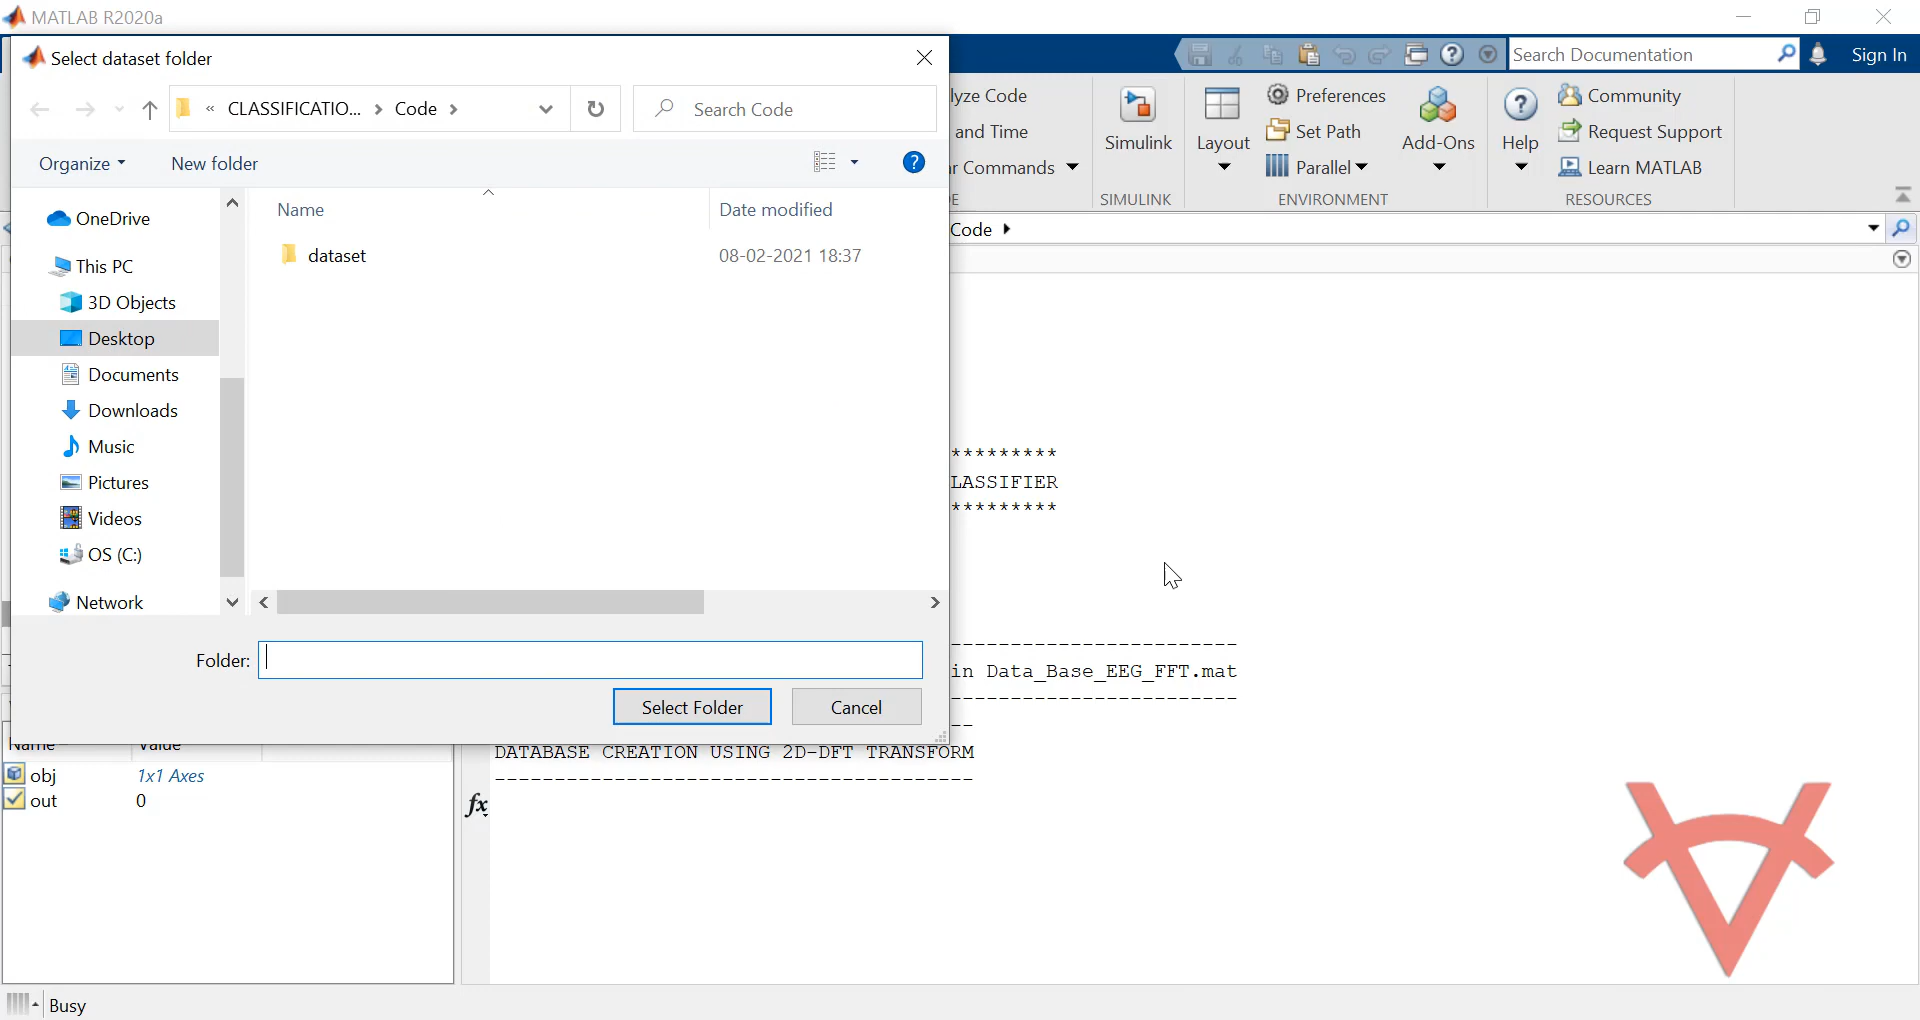 MATLAB R2020a
Select dataset folder
Search Documentation
Sign In
« CLASSIFICATIO... > Code >
Search Code
Organize
New folder
lyze Code
and Time
r Commands
Simulink
SIMULINK
Layout
Preferences
Set Path
Parallel
Add-Ons
ENVIRONMENT
Help
Community
Request Support
Learn MATLAB
RESOURCES
Code
Name
Date modified
dataset
08-02-2021 18:37
OneDrive
This PC
3D Objects
Desktop
Documents
Downloads
Music
Pictures
Videos
OS (C:)
Network
*********
LASSIFIER
*********
Folder:
Select Folder
Cancel
------------------------
in Data_Base_EEG_FFT.mat
------------------------
--
DATABASE CREATION USING 2D-DFT TRANSFORM
----------------------------------------
fx
Name
Value
obj
1x1 Axes
out
0
Busy